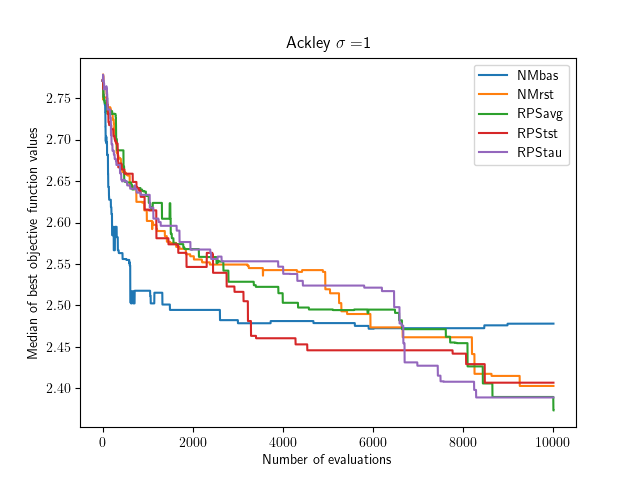 Ackley σ =1
Median of best objective function values
2.75
2.70
2.65
2.60
2.55
2.50
2.45
2.40
NMbas
NMrst
RPSavg
RPStst
RPStau
0 2000 4000 6000 8000 10000
Number of evaluations